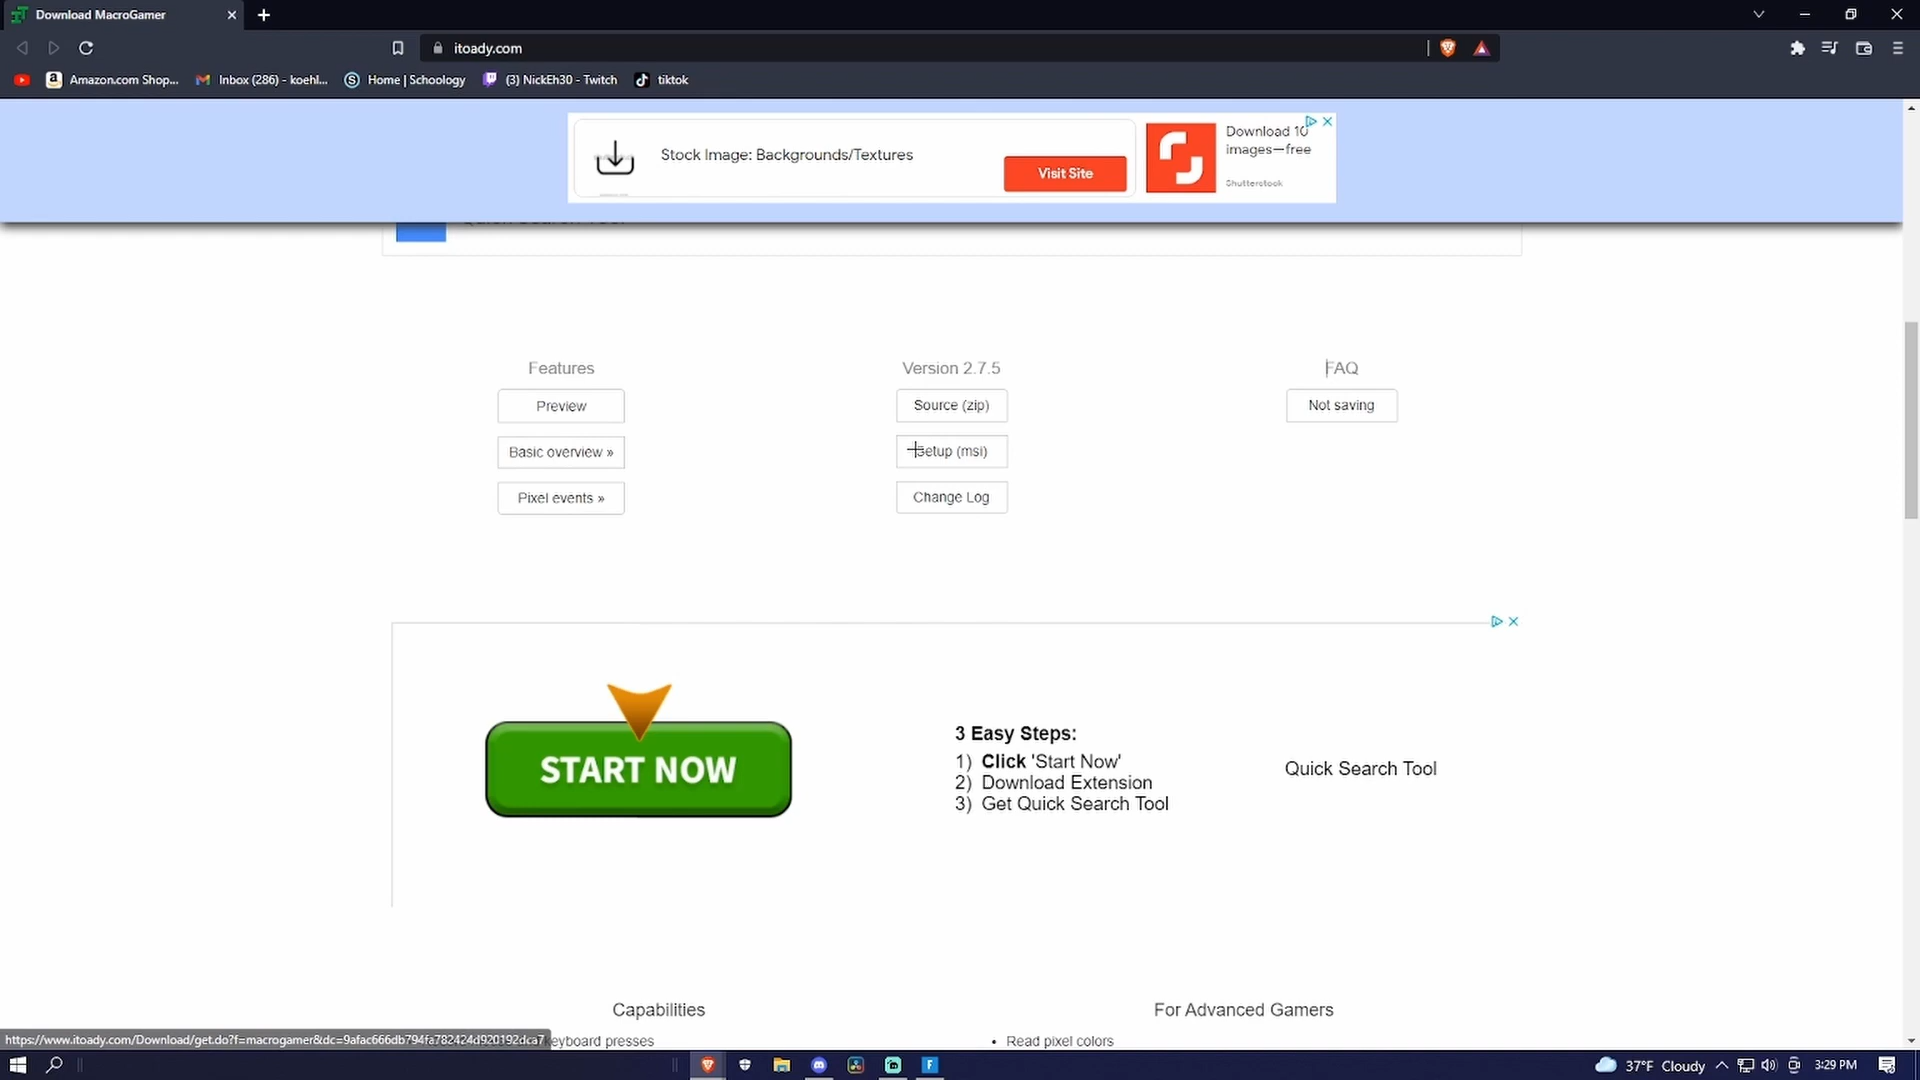 Download MacroGamer
itoady.com
Amazon.com Shop...
Inbox (286) - koehl...
Home | Schoology
(3) NickEh30 - Twitch
tiktok
Stock Image: Backgrounds/Textures
Visit Site
Download 10
images—free
Shutterstock
Features
Version 2.7.5
FAQ
Preview
Source (zip)
Not saving
Basic overview »
Setup (msi)
Pixel events »
Change Log
START NOW
3 Easy Steps:
1) Click 'Start Now'
2) Download Extension
3) Get Quick Search Tool
Quick Search Tool
Capabilities
For Advanced Gamers
keyboard presses
• Read pixel colors
https://www.itoady.com/Download/get.do?f=macrogamer&dc=9afac666db794fa782424d920192dca7
37°F Cloudy
3:29 PM